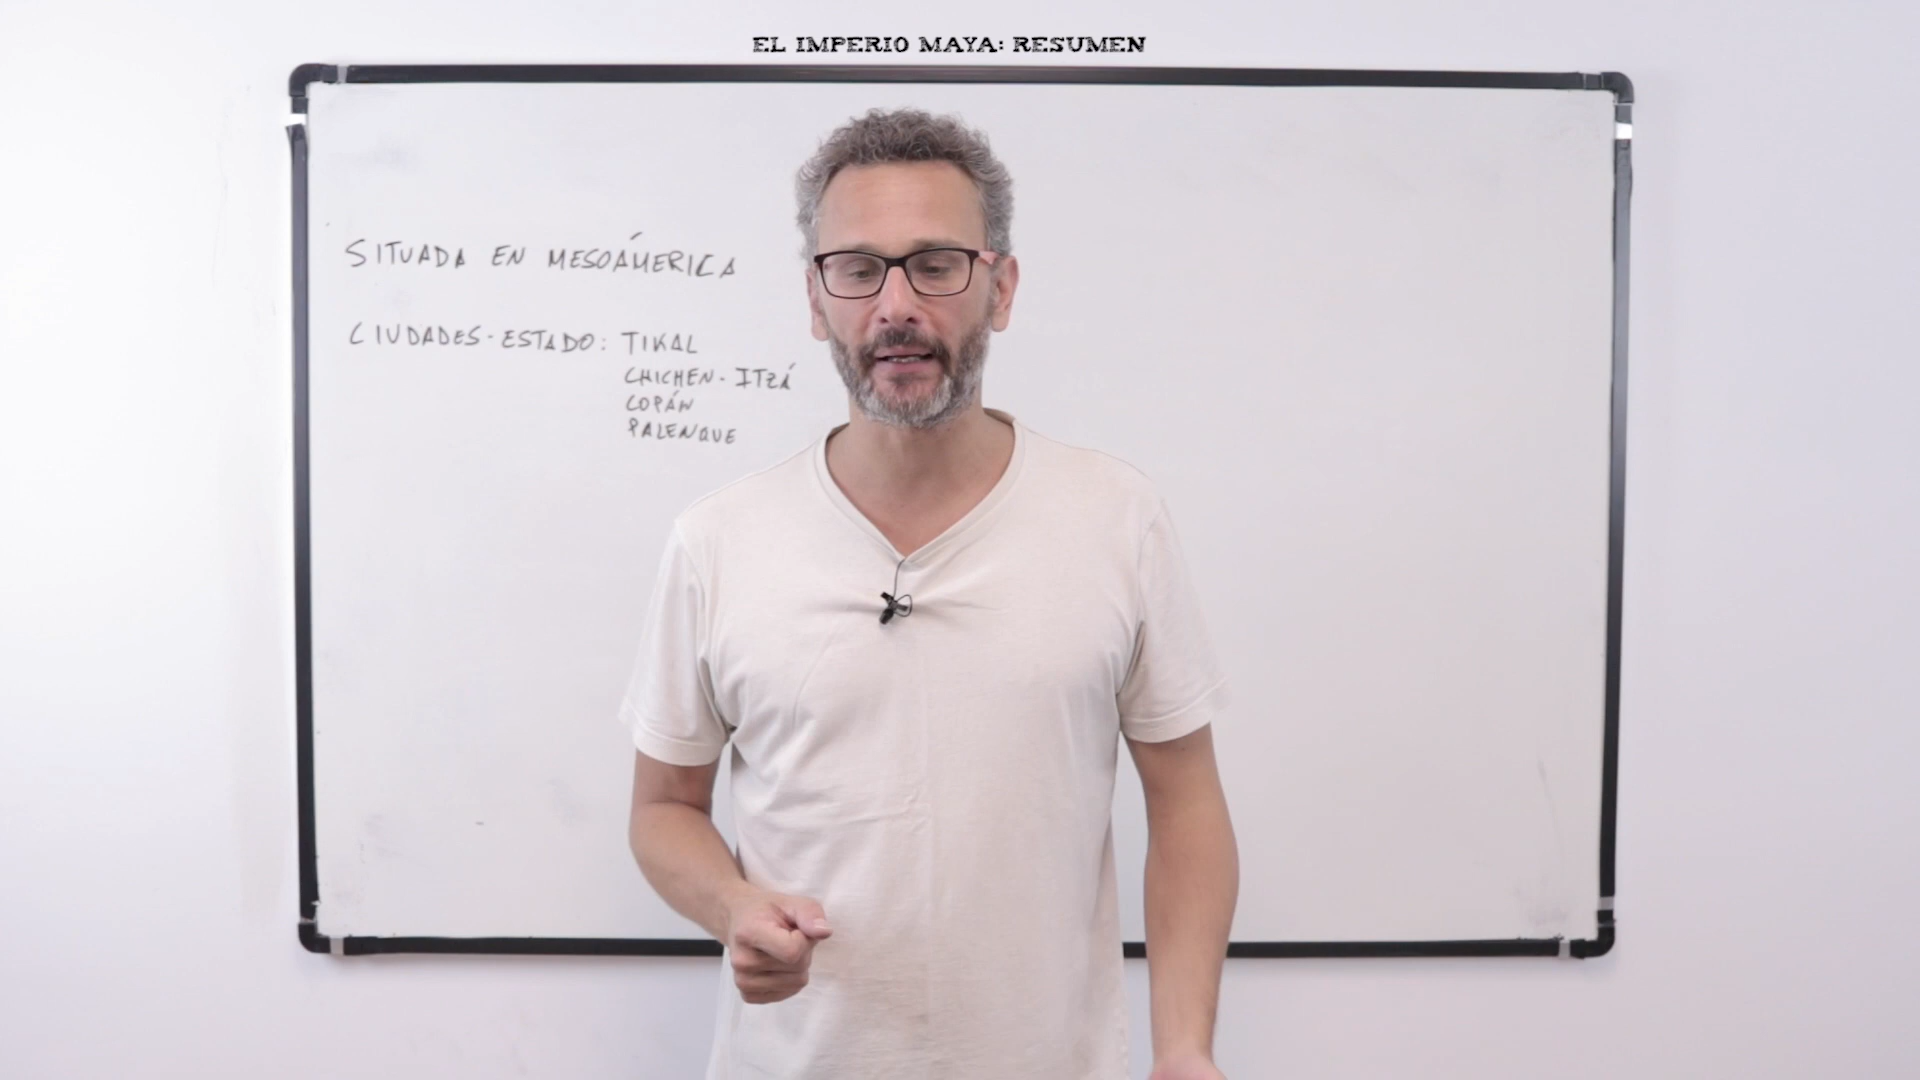 EL IMPERIO MAYA: RESUMEN
SITUADA EN MESOÁMERICA
CIUDADES-ESTADO: TIKAL
CHICHEN-ITZÁ
COPÁN
PALENQUE